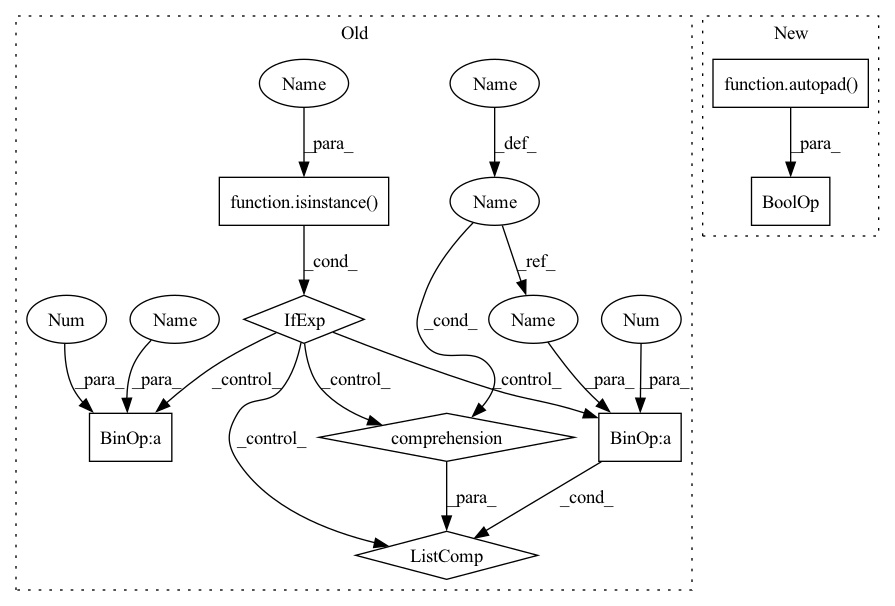 Old
New
Name
Name
function.autopad()
_para_
_def_
_para_
function.isinstance()
Name
BoolOp
_cond_
_ref_
Num
Name
IfExp
_cond_
Name
Num
_para_
_para_
_control_
_control_
_control_
_para_
_para_
BinOp:a
_control_
comprehension
BinOp:a
_para_
_cond_
ListComp